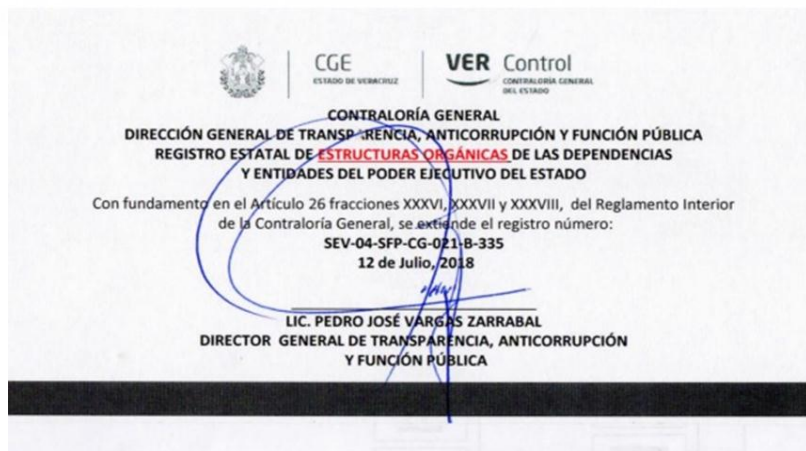 CGE
ESTADO DE VERACRUZ
VER Control
CONTRALORÍA GENERAL
DEL ESTADO
CONTRALORÍA GENERAL
DIRECCIÓN GENERAL DE TRANSP RENCIA, ANTICORRUPCIÓN Y FUNCIÓN PÚBLICA
REGISTRO ESTATAL DE ESTRUCTURAS ORGÁNICAS DE LAS DEPENDENCIAS
Y ENTIDADES DEL PODER EJECUTIVO DEL ESTADO
Con fundamento en el Artículo 26 fracciones XXXVI, XXXVII y XXXVIII, del Reglamento Interior
de la Contraloría General, se extiende el registro número:
SEV-04-SFP-CG-021-B-335
12 de Julio, 2018
LIC. PEDRO JOSÉ VARGAS ZARRABAL
DIRECTOR GENERAL DE TRANSPARENCIA, ANTICORRUPCIÓN
Y FUNCIÓN PÚBLICA